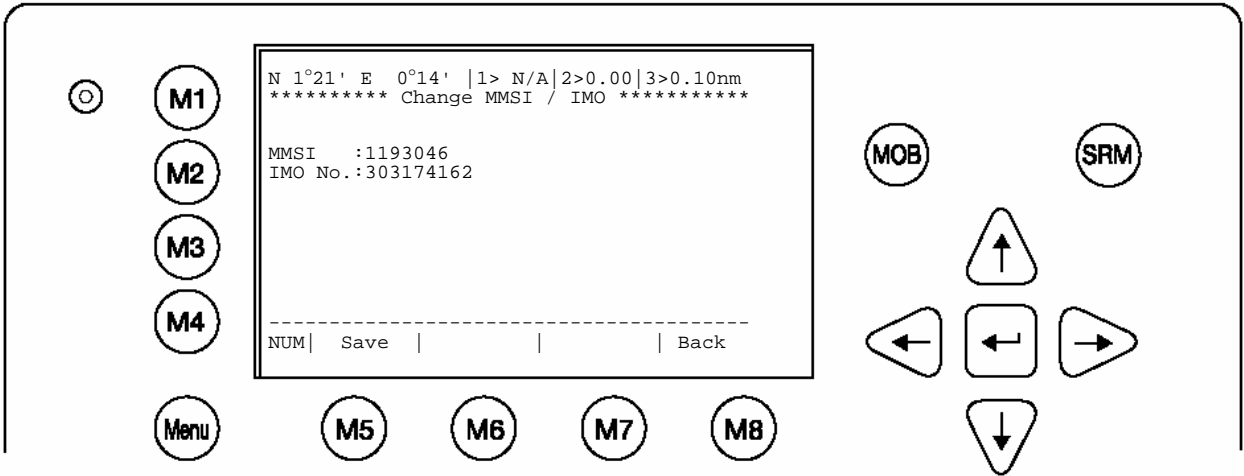 N 1°21' E 0°14' |1> N/A|2>0.00|3>0.10nm
********** Change MMSI / IMO ***********
MMSI :1193046
IMO No.:303174162
----------------------------------------
NUM| Save | | | Back
M1
M2
M3
M4
Menu
M5
M6
M7
M8
MOB
SRM